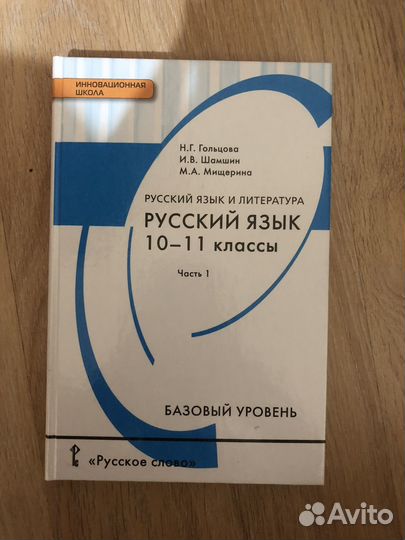 ИННОВАЦИОННАЯ
ШКОЛА
Н.Г. Гольцова
И.В. Шамшин
М.А. Мищерина
РУССКИЙ ЯЗЫК И ЛИТЕРАТУРА
РУССКИЙ ЯЗЫК
10–11 классы
Часть 1
БАЗОВЫЙ УРОВЕНЬ
«Русское слово»
Avito